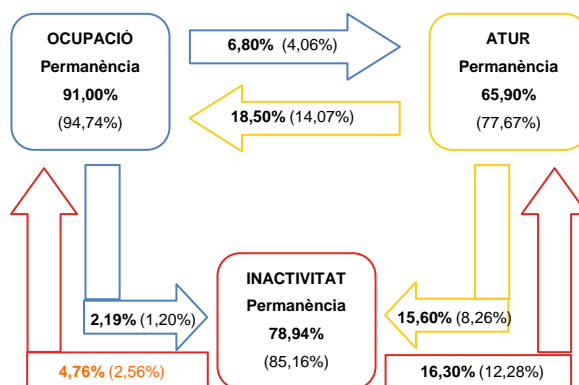 OCUPACIÓ
Permanència
91,00%
(94,74%)
6,80% (4,06%)
18,50% (14,07%)
ATUR
Permanència
65,90%
(77,67%)
INACTIVITAT
Permanència
78,94%
(85,16%)
2,19% (1,20%)
15,60% (8,26%)
4,76% (2,56%)
16,30% (12,28%)